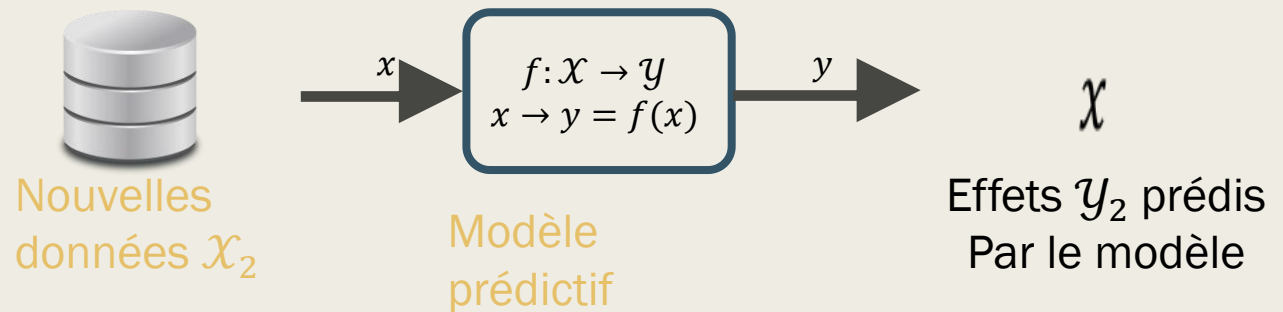 x
f: 𝒳 → 𝒴
x → y = f(x)
y
𝒳
Nouvelles
données 𝒳₂
Modèle
prédictif
Effets 𝒴₂ prédis
Par le modèle